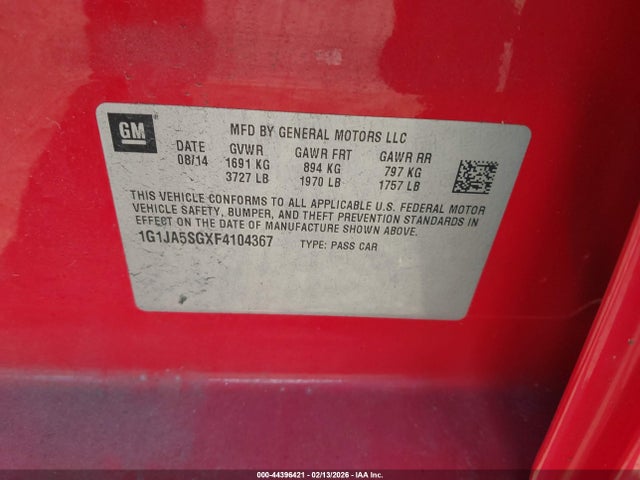 GM
MFD BY GENERAL MOTORS LLC
DATE GVWR GAWR FRT GAWR RR
08/14 1691 KG 894 KG 797 KG
3727 LB 1970 LB 1757 LB
THIS VEHICLE CONFORMS TO ALL APPLICABLE U.S. FEDERAL MOTOR
VEHICLE SAFETY, BUMPER, AND THEFT PREVENTION STANDARDS IN
EFFECT ON THE DATE OF MANUFACTURE SHOWN ABOVE.
1G1JA5SGXF4104367 TYPE: PASS CAR
000-44396421 - 02/13/2026 - IAA Inc.